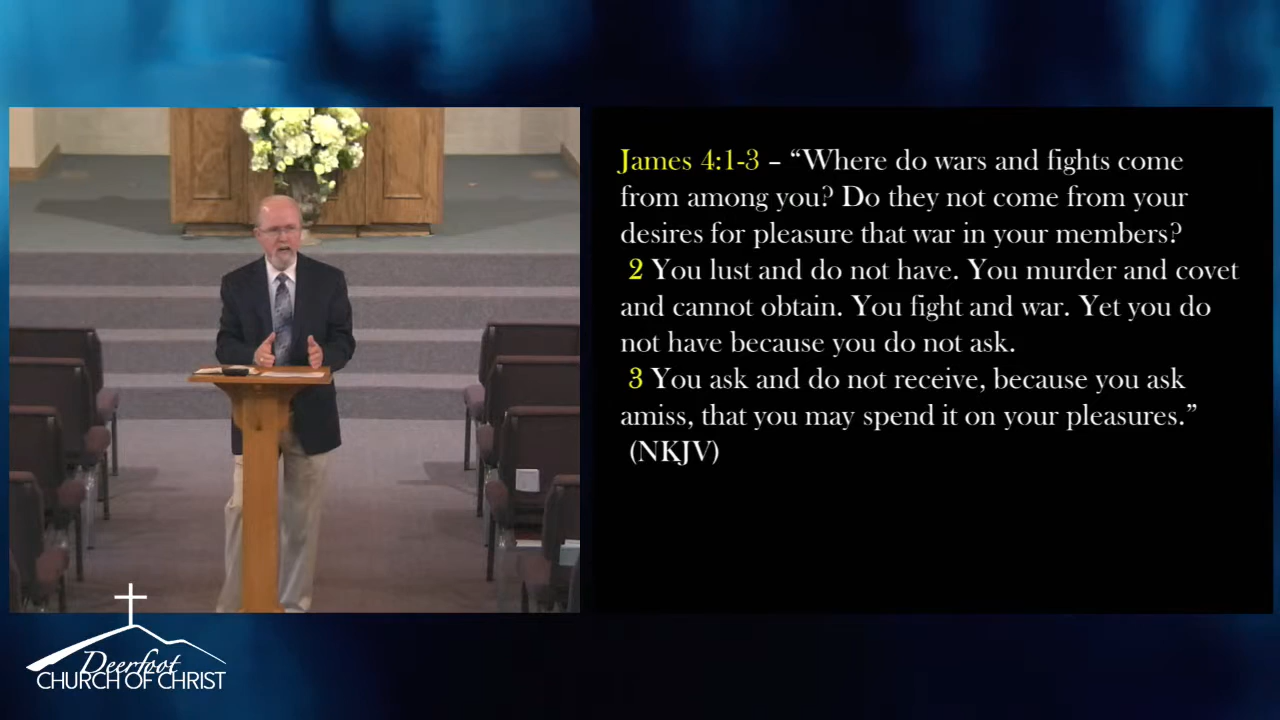 James 4:1-3 – “Where do wars and fights come
from among you? Do they not come from your
desires for pleasure that war in your members?
2 You lust and do not have. You murder and covet
and cannot obtain. You fight and war. Yet you do
not have because you do not ask.
3 You ask and do not receive, because you ask
amiss, that you may spend it on your pleasures.”
(NKJV)
Deerfoot
CHURCH OF CHRIST